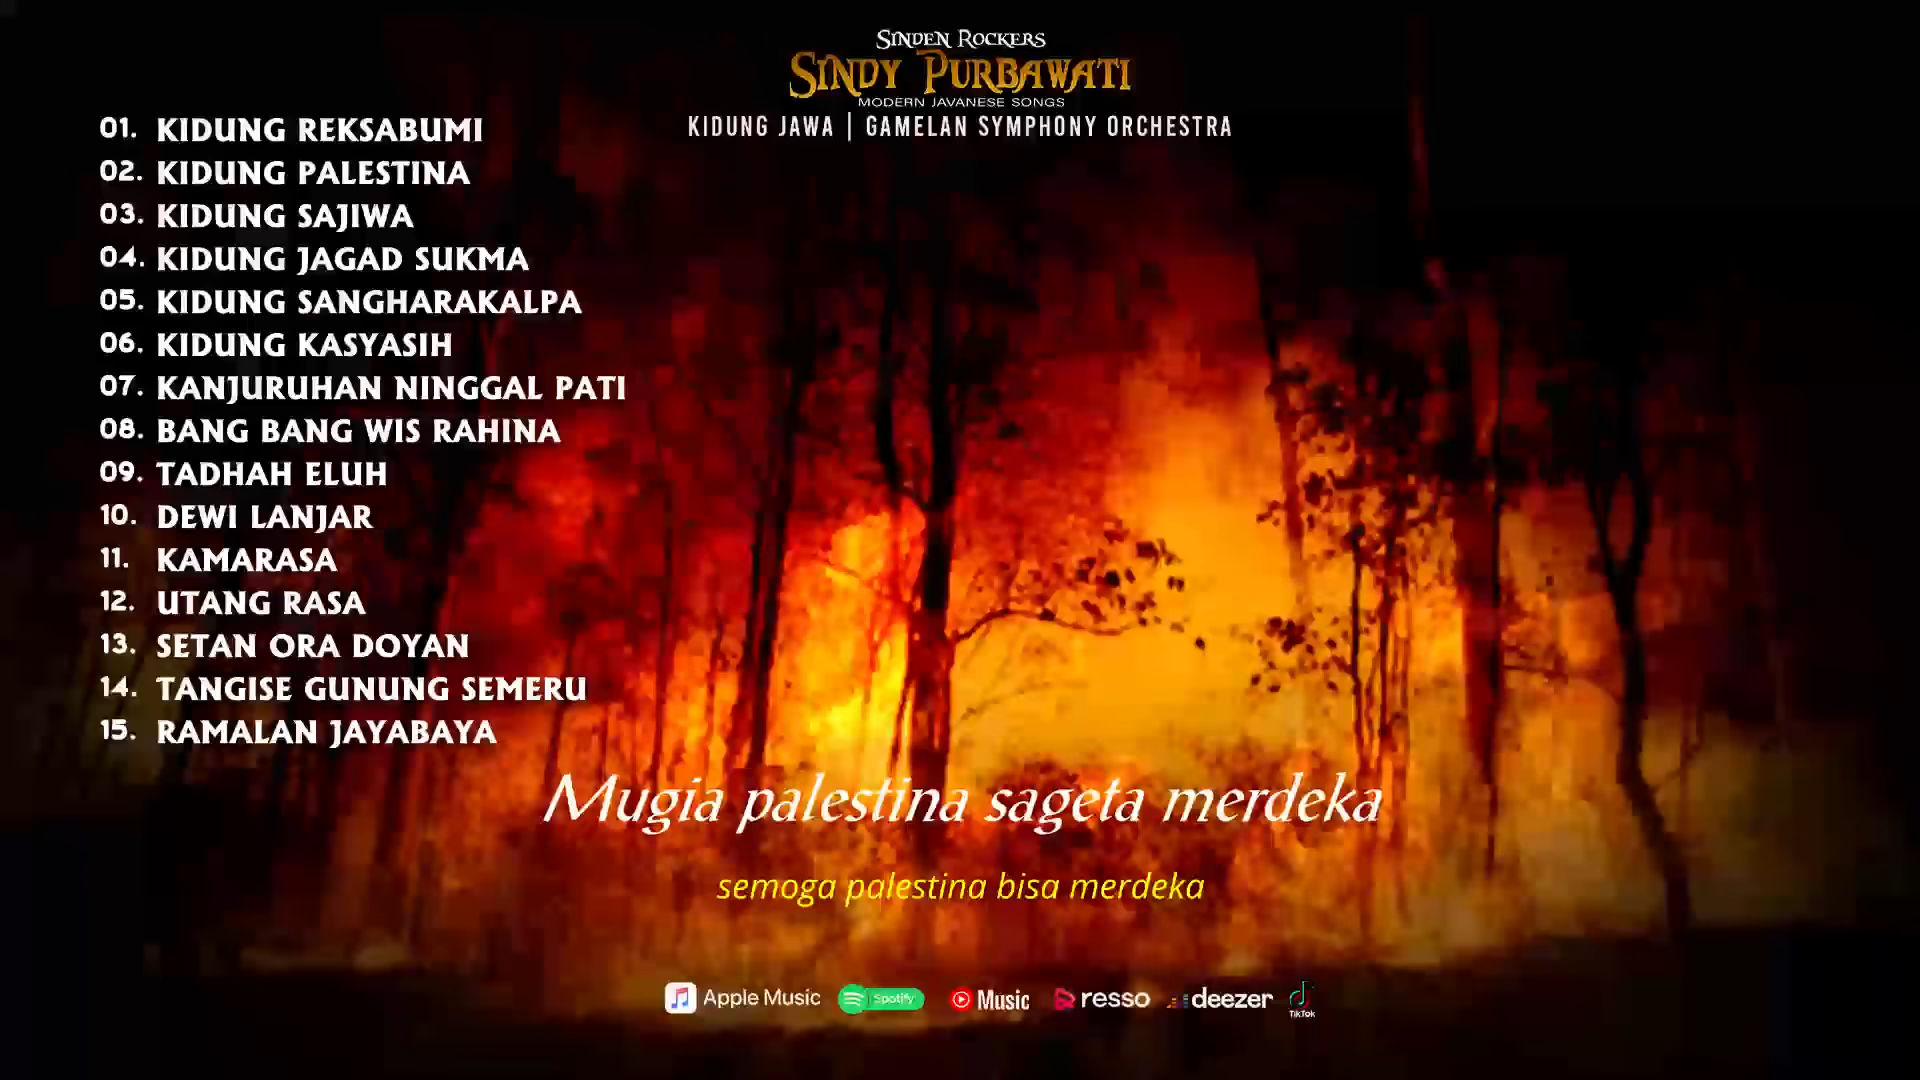 SINDEN ROCKERS
SINDY PURBAWATI
MODERN JAVANESE SONGS
KIDUNG JAWA | GAMELAN SYMPHONY ORCHESTRA
01. KIDUNG REKSABUMI
02. KIDUNG PALESTINA
03. KIDUNG SAJIWA
04. KIDUNG JAGAD SUKMA
05. KIDUNG SANGHARAKALPA
06. KIDUNG KASYASIH
07. KANJURUHAN NINGGAL PATI
08. BANG BANG WIS RAHINA
09. TADHAH ELUH
10. DEWI LANJAR
11. KAMARASA
12. UTANG RASA
13. SETAN ORA DOYAN
14. TANGISE GUNUNG SEMERU
15. RAMALAN JAYABAYA
Mugia palestina sageta merdeka
semoga palestina bisa merdeka
Apple Music Spotify Music resso deezer TikTok